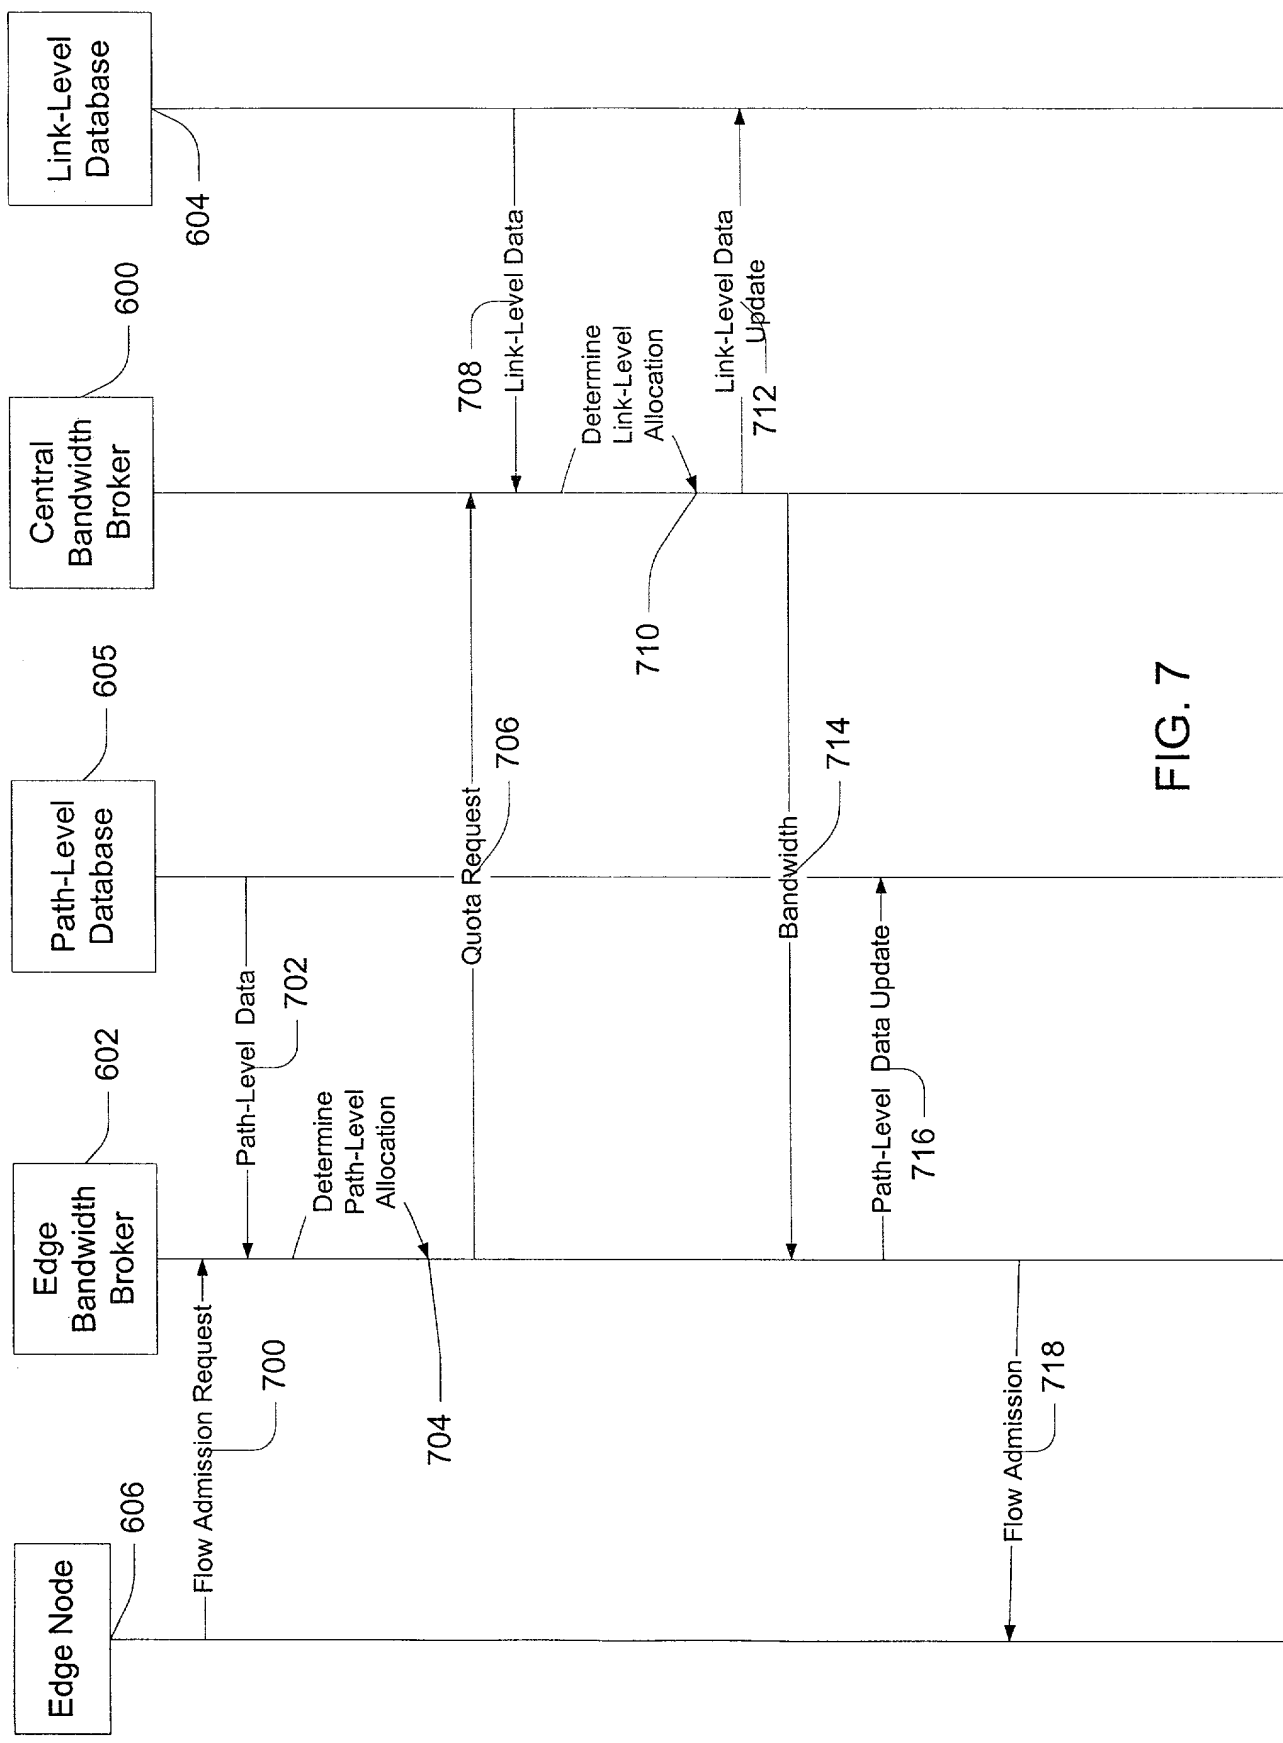 Edge Node
606
Edge
Bandwidth
Broker
602
Path-Level
Database
605
Central
Bandwidth
Broker
600
Link-Level
Database
604
Flow Admission Request
700
Path-Level Data
702
Determine
Path-Level
Allocation
704
Quota Request
706
Link-Level Data
708
Determine
Link-Level
Allocation
710
Link-Level Data
Update
712
Bandwidth
714
Path-Level Data Update
716
Flow Admission
718
FIG. 7